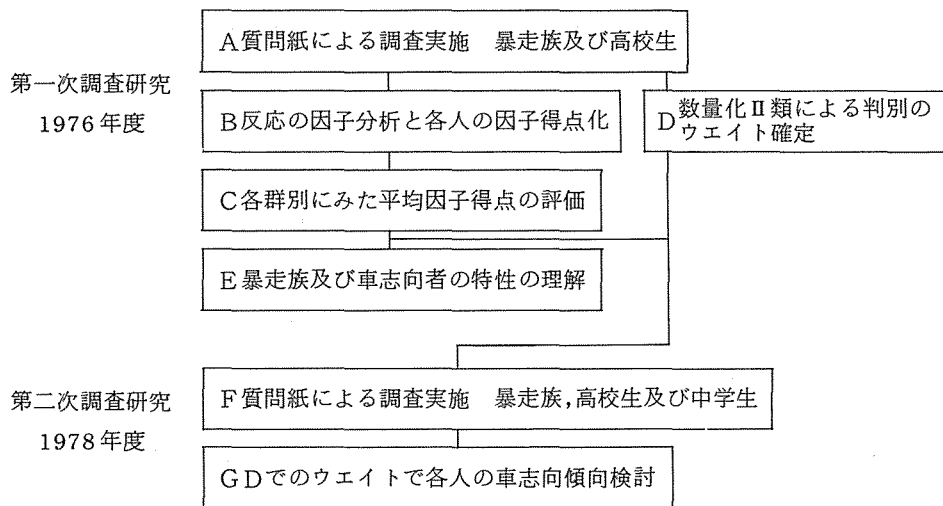 A質問紙による調査実施　暴走族及び高校生
第一次調査研究
1976年度
B反応の因子分析と各人の因子得点化
D数量化Ⅱ類による判別の
ウエイト確定
C各群別にみた平均因子得点の評価
E暴走族及び車志向者の特性の理解
第二次調査研究
1978年度
F質問紙による調査実施　暴走族,高校生及び中学生
GDでのウエイトで各人の車志向傾向検討